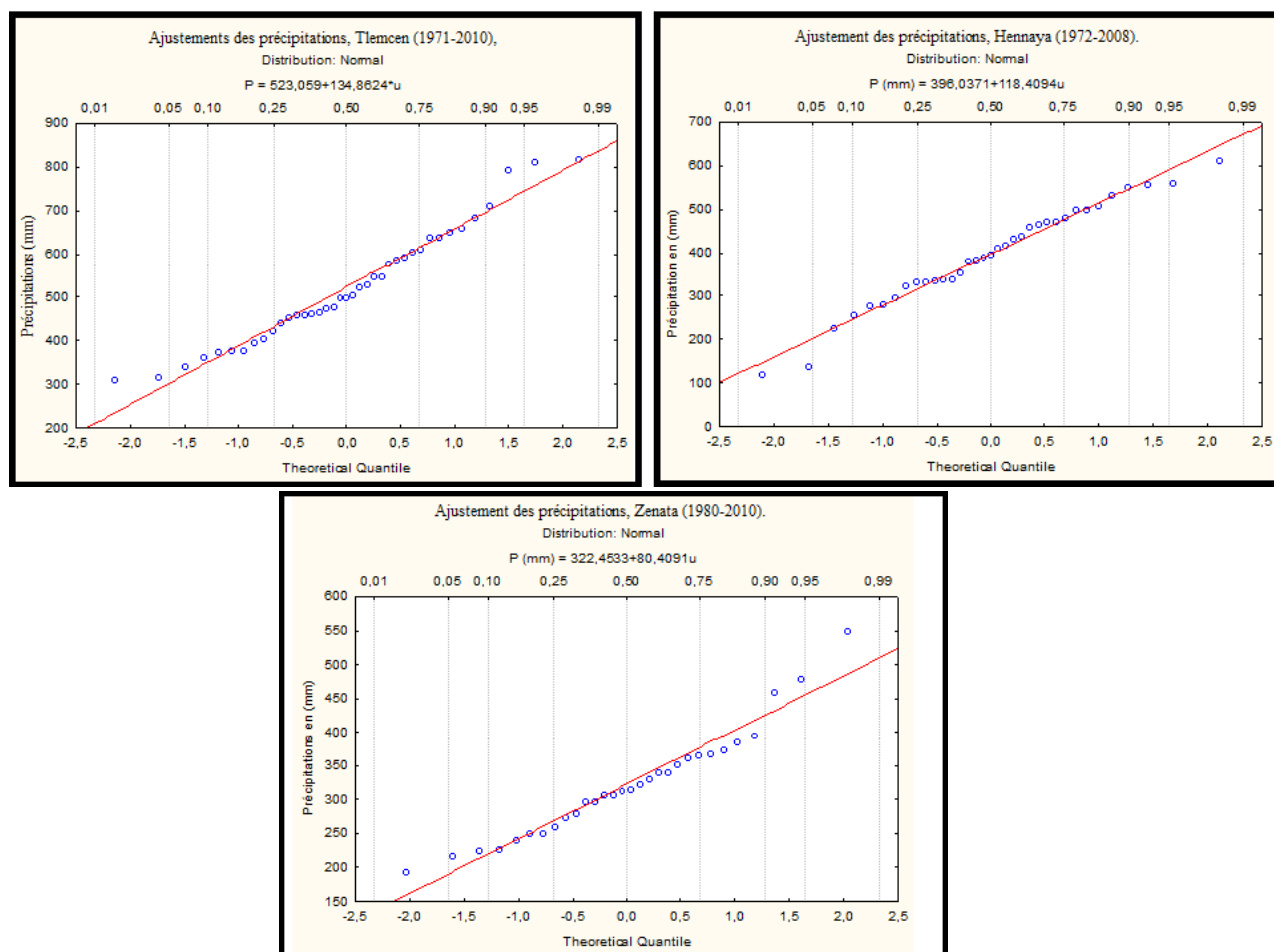 Ajustements des précipitations, Tlemcen (1971-2010),
Distribution: Normal
P = 523,059+134,8624*u
0,01 0,05 0,10 0,25 0,50 0,75 0,90 0,95 0,99
Précipitations (mm)
900
800
700
600
500
400
300
200
-2,5 -2,0 -1,5 -1,0 -0,5 0,0 0,5 1,0 1,5 2,0 2,5
Theoretical Quantile
Ajustement des précipitations, Hennaya (1972-2008).
Distribution: Normal
P (mm) = 396,0371+118,4094u
0,01 0,05 0,10 0,25 0,50 0,75 0,90 0,95 0,99
Précipitation en (mm)
700
600
500
400
300
200
100
0
-2,5 -2,0 -1,5 -1,0 -0,5 0,0 0,5 1,0 1,5 2,0 2,5
Theoretical Quantile
Ajustement des précipitations, Zenata (1980-2010).
Distribution: Normal
P (mm) = 322,4533+80,4091u
0,01 0,05 0,10 0,25 0,50 0,75 0,90 0,95 0,99
Précipitations en (mm)
600
550
500
450
400
350
300
250
200
150
-2,5 -2,0 -1,5 -1,0 -0,5 0,0 0,5 1,0 1,5 2,0 2,5
Theoretical Quantile